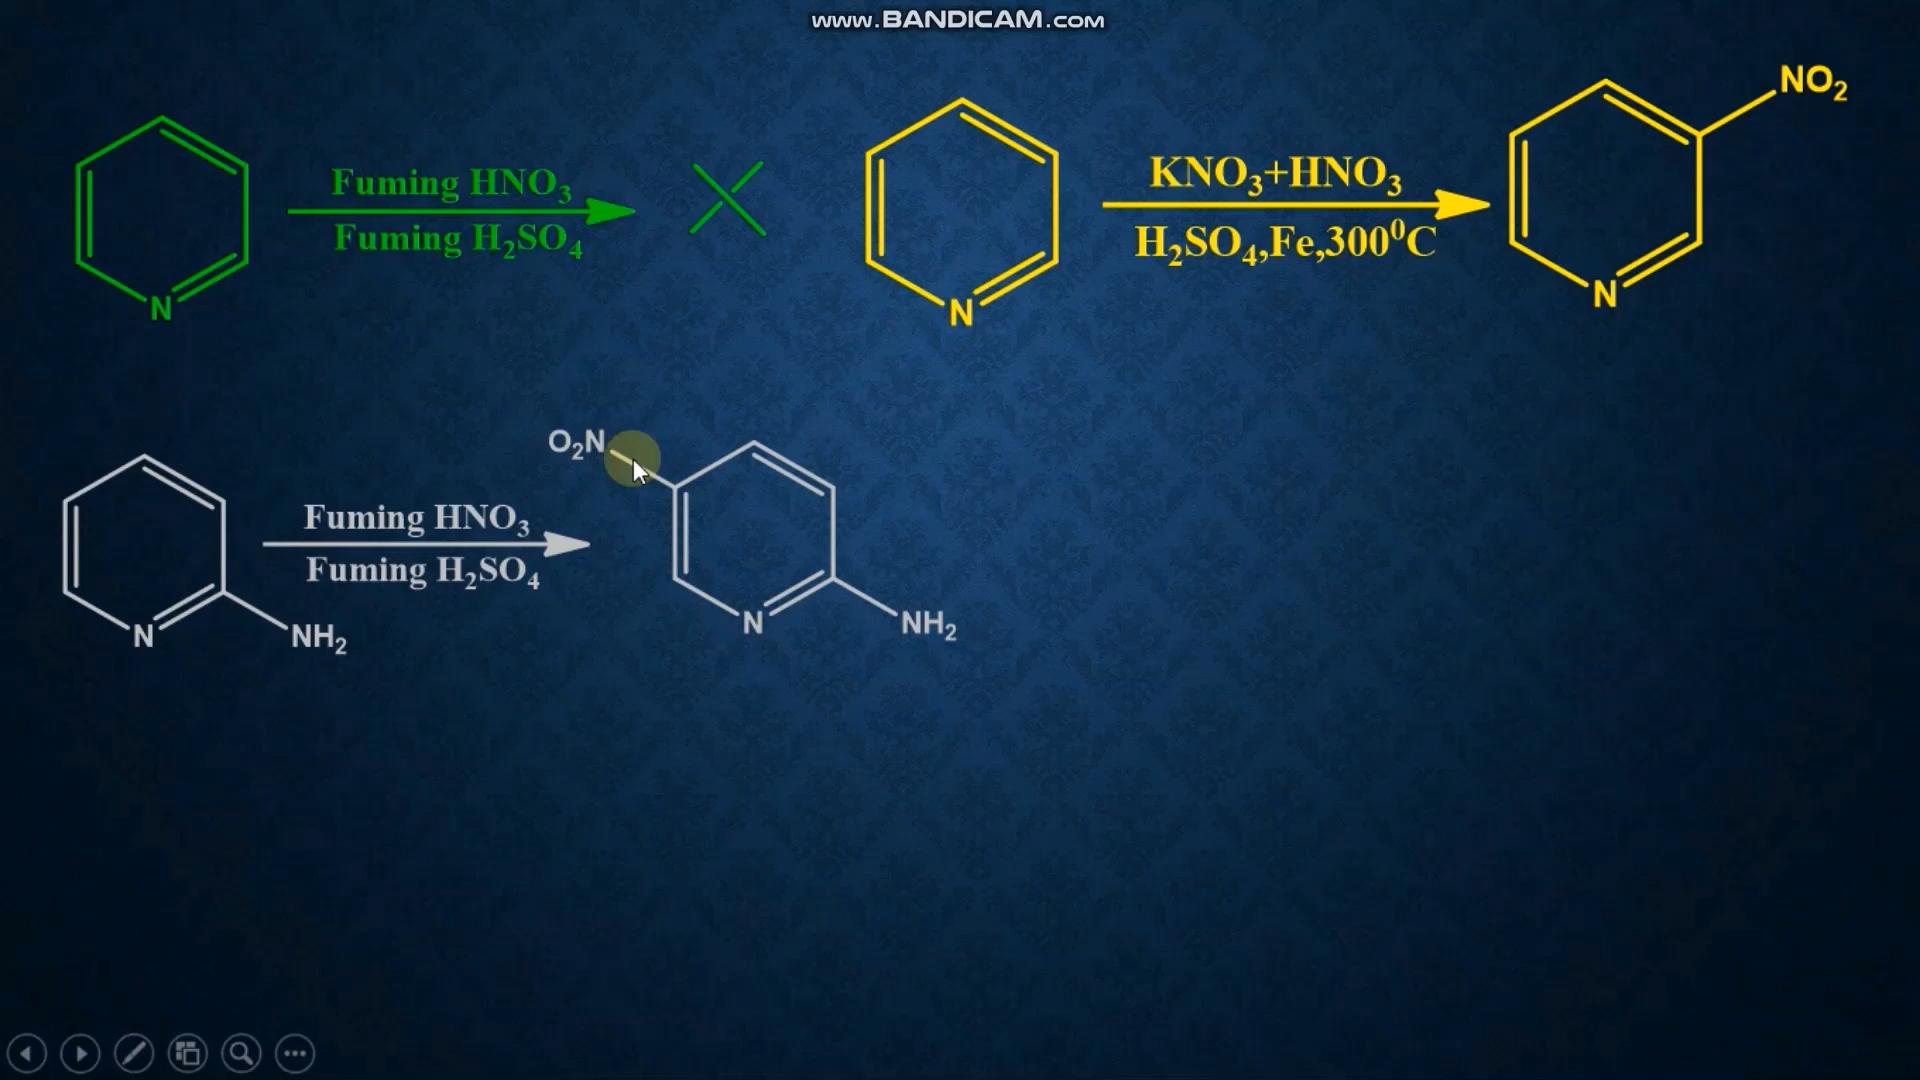 www.BANDICAM.com
NO2
Fuming HNO3
Fuming H2SO4
N
KNO3+HNO3
H2SO4,Fe,300⁰C
N
N
O2N
Fuming HNO3
Fuming H2SO4
N
NH2
N
NH2